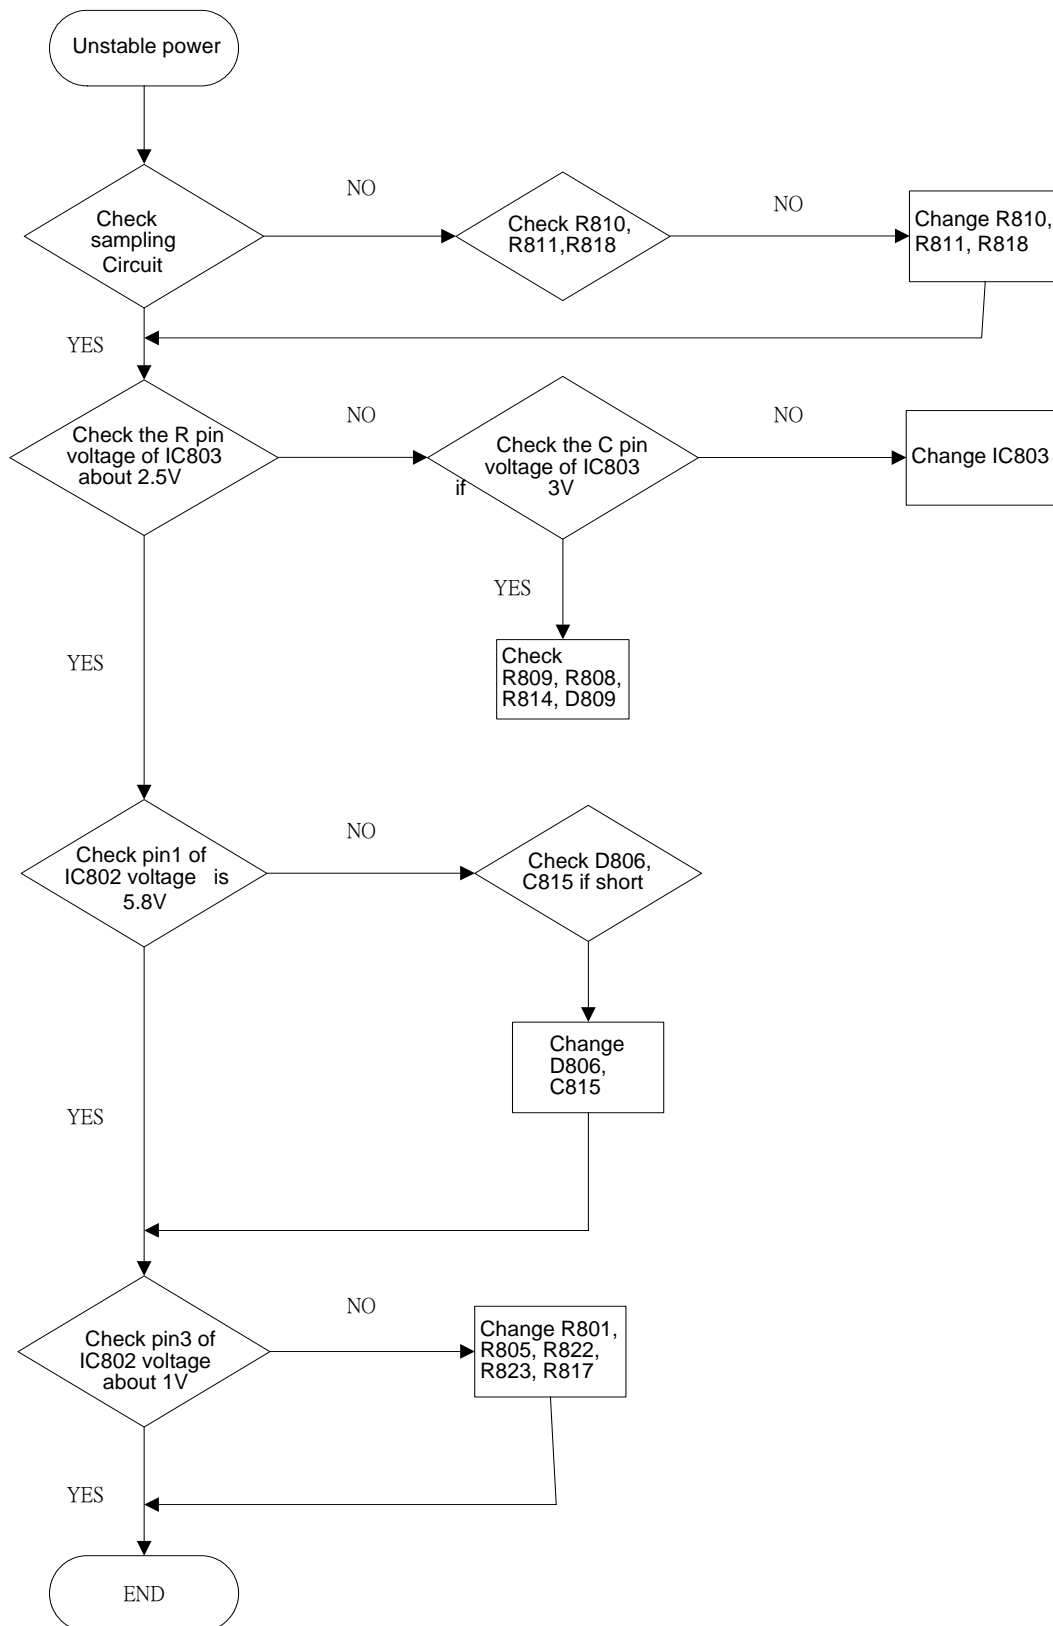 Unstable power
NO
NO
Check
sampling
Circuit
Check R810,
R811,R818
Change R810,
R811, R818
YES
NO
NO
Check the R pin
voltage of IC803
about 2.5V
Check the C pin
voltage of IC803
if 3V
Change IC803
YES
YES
Check
R809, R808,
R814, D809
NO
Check pin1 of
IC802 voltage is
5.8V
Check D806,
C815 if short
Change
D806,
C815
YES
NO
Check pin3 of
IC802 voltage
about 1V
Change R801,
R805, R822,
R823, R817
YES
END